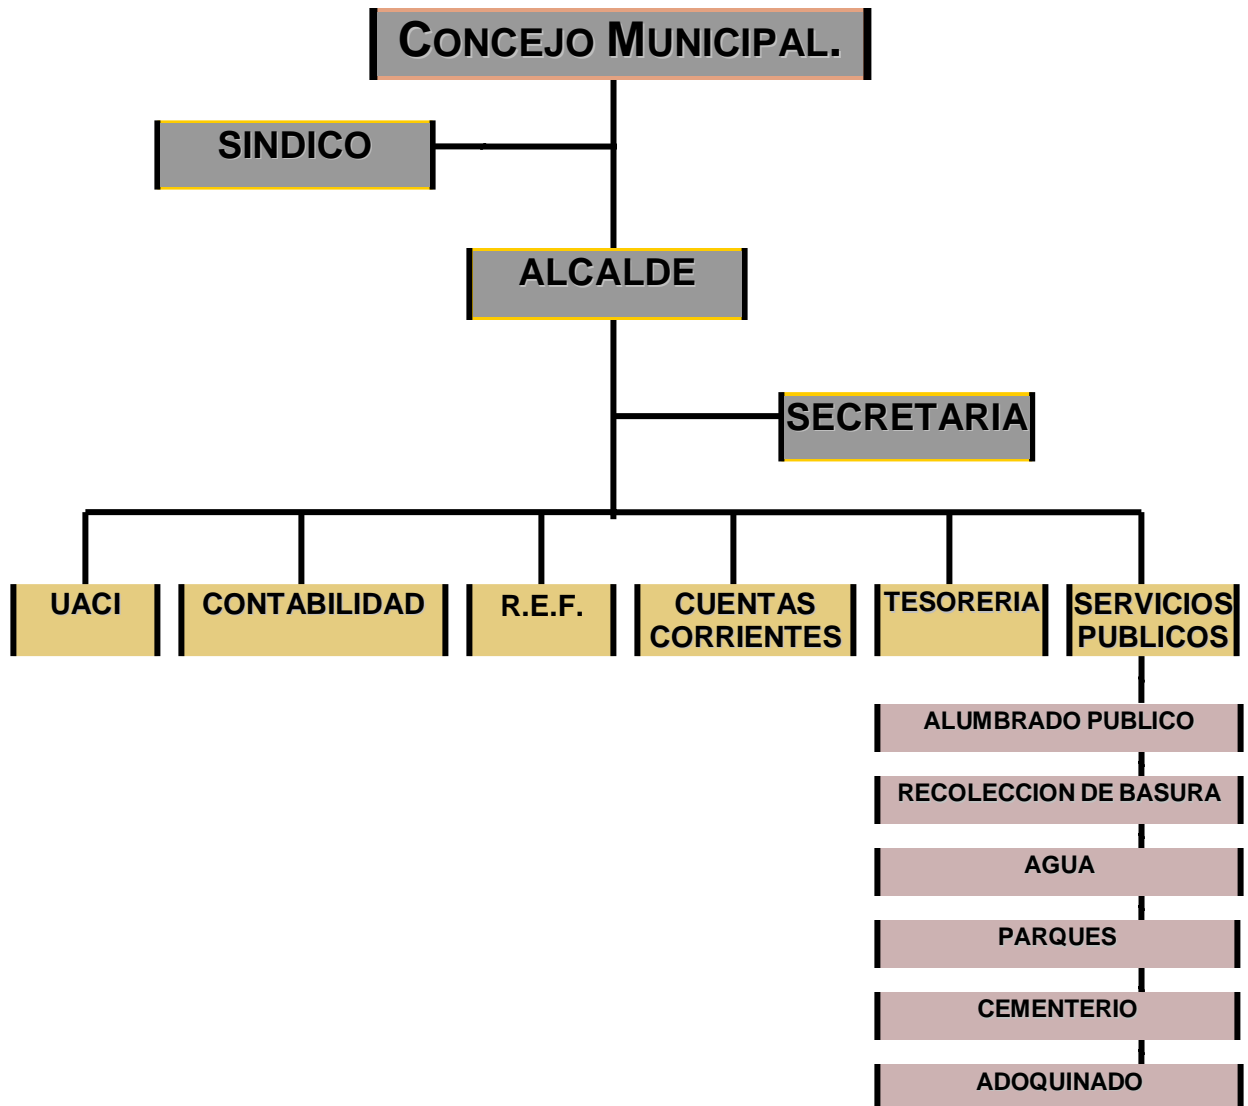 CONCEJO MUNICIPAL.
SINDICO
ALCALDE
SECRETARIA
UACI
CONTABILIDAD
R.E.F.
CUENTAS
CORRIENTES
TESORERIA
SERVICIOS
PUBLICOS
ALUMBRADO PUBLICO
RECOLECCION DE BASURA
AGUA
PARQUES
CEMENTERIO
ADOQUINADO